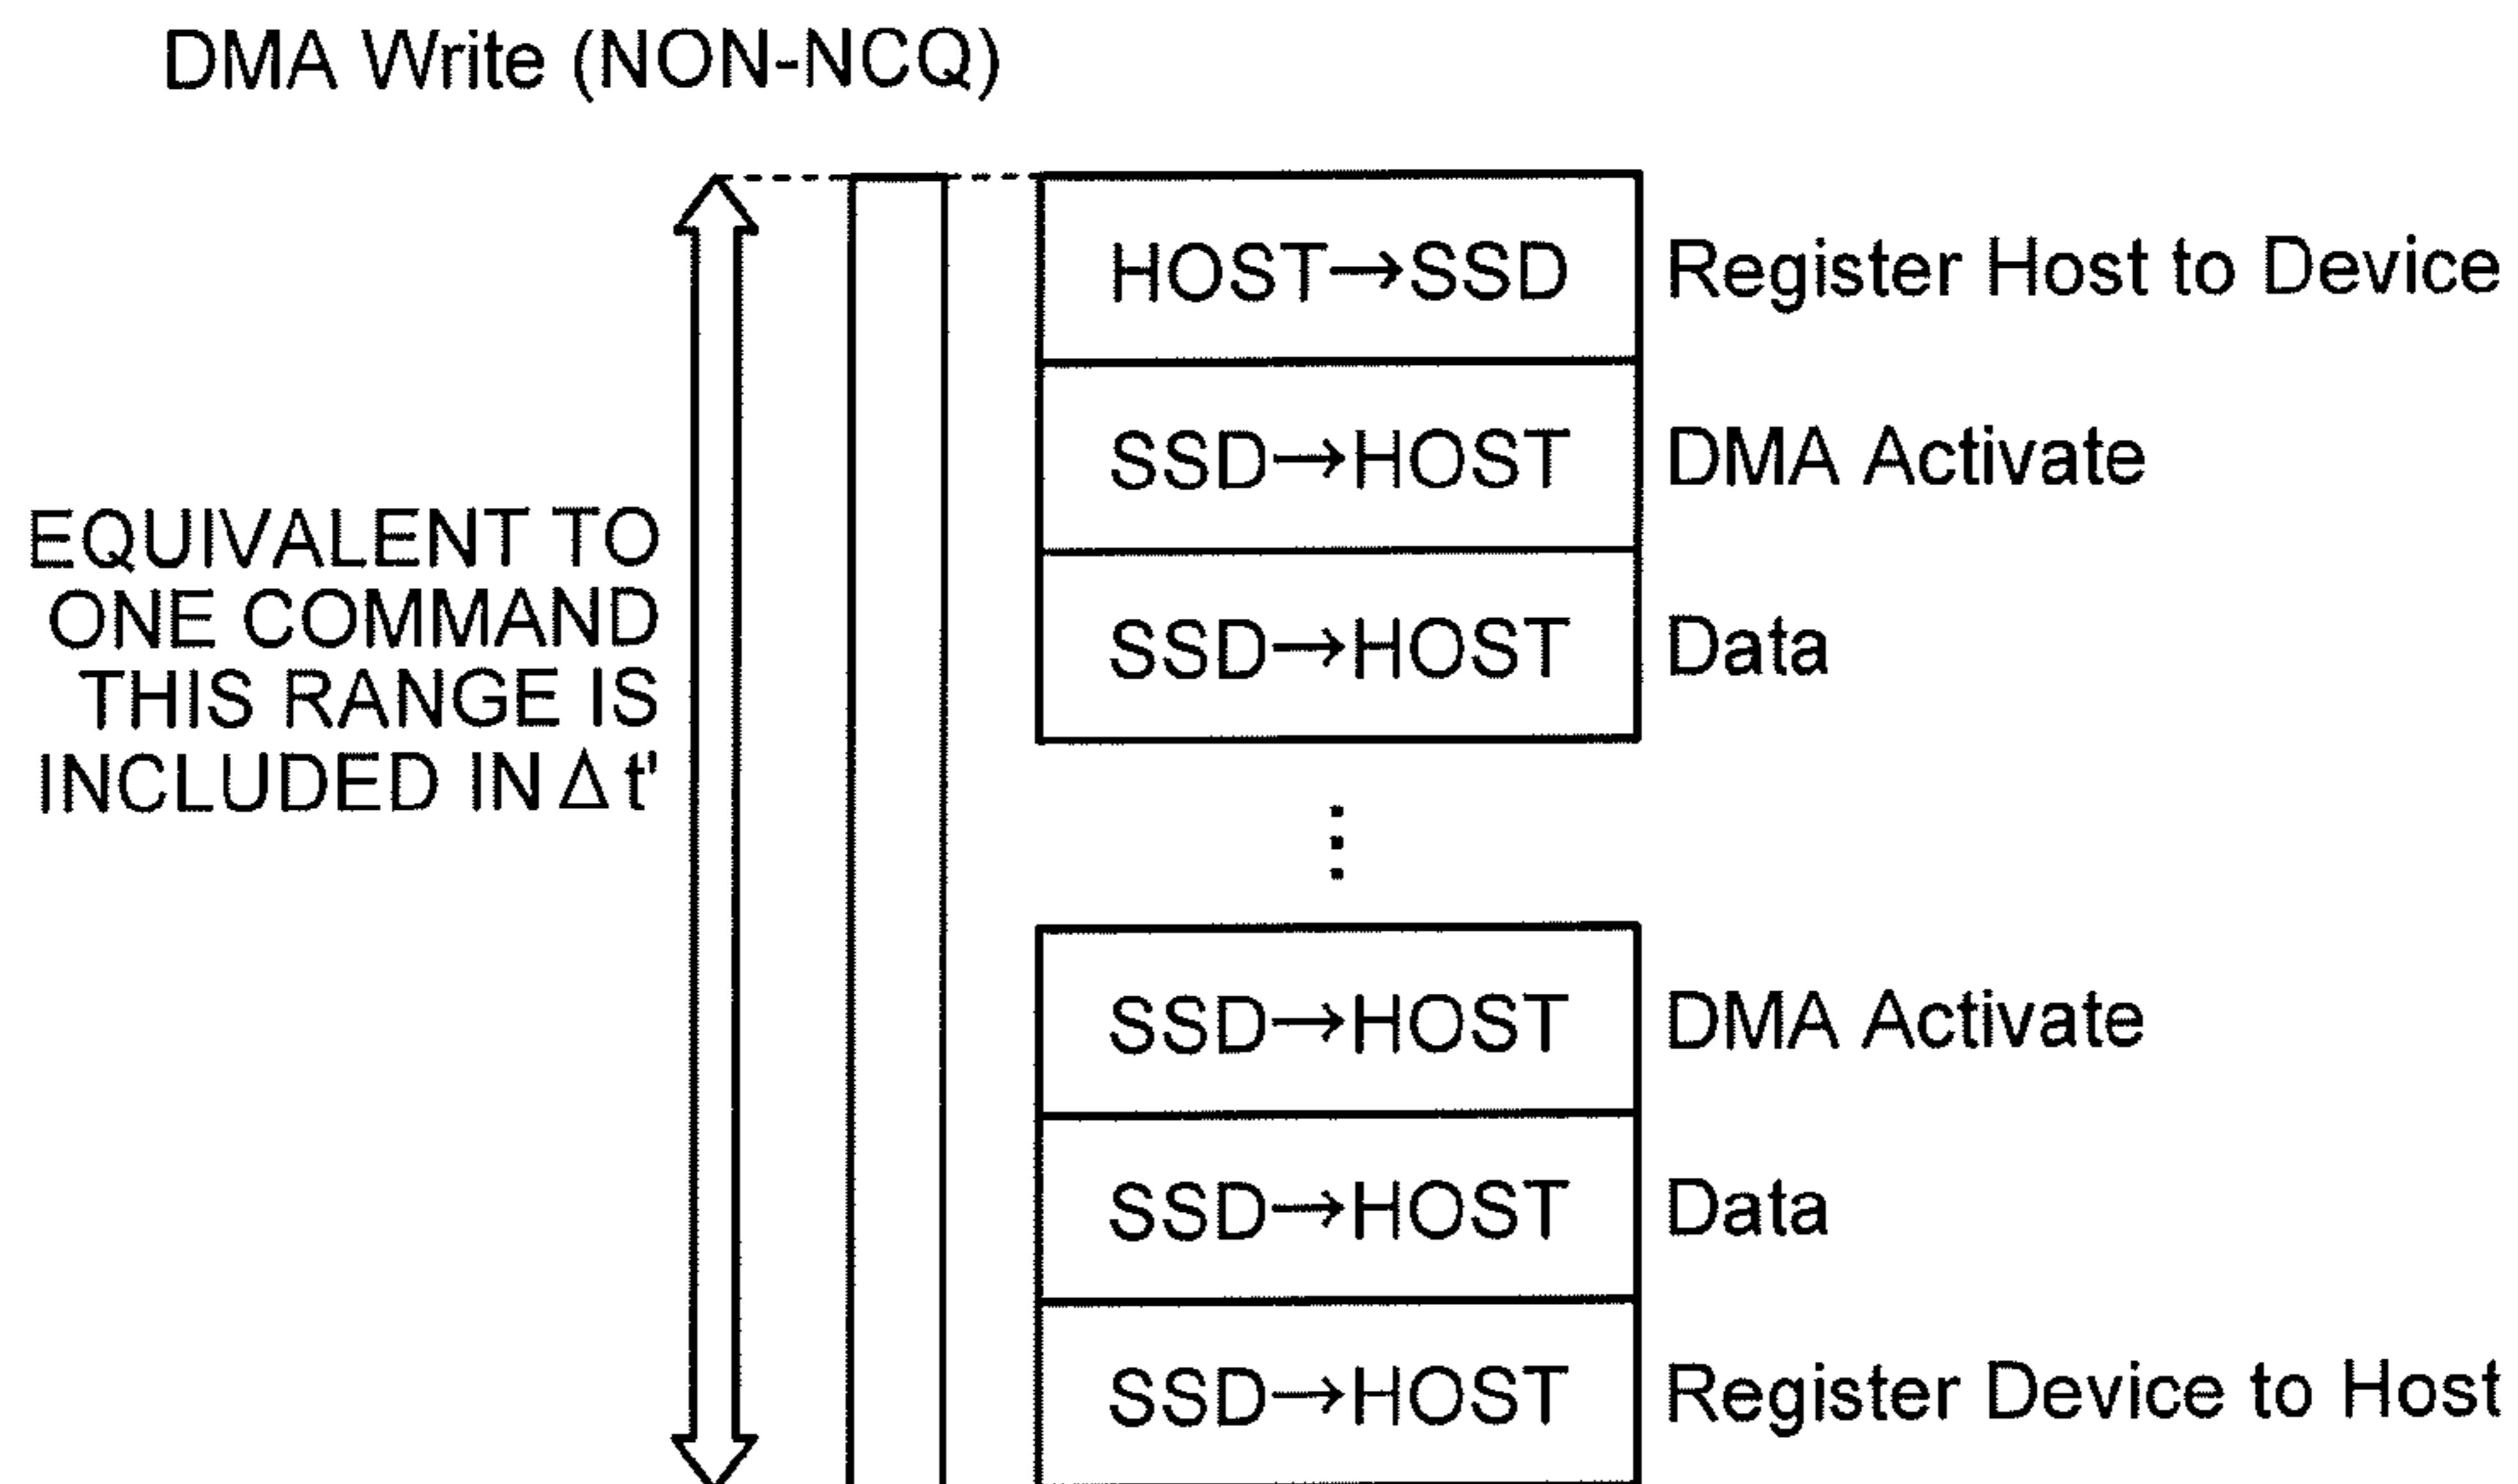 DMA Write (NON-NCQ)
HOST→SSD Register Host to Device
SSD→HOST DMA Activate
SSD→HOST Data
EQUIVALENT TO
ONE COMMAND
THIS RANGE IS
INCLUDED IN Δt'
SSD→HOST DMA Activate
SSD→HOST Data
SSD→HOST Register Device to Host